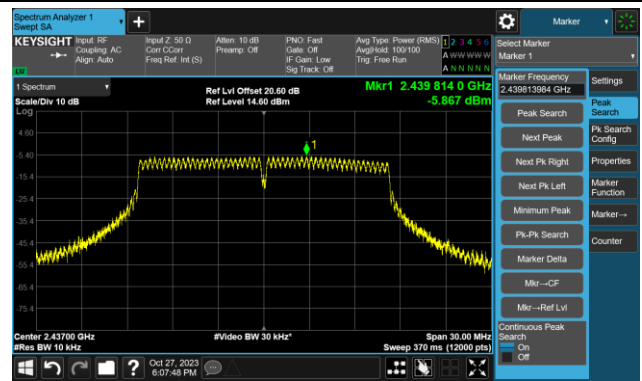 Spectrum Analyzer 1
Swept SA
Marker
KEYSIGHT Input: RF
Coupling: AC
Align: Auto
Input Z: 50 Ω
Corr CCorr
Freq Ref: Int (S)
Atten: 10 dB
Preamp: Off
PNO: Fast
Gate: Off
IF Gain: Low
Sig Track: Off
Avg Type: Power (RMS)
Avg|Hold: 100/100
Trig: Free Run
1 2 3 4 5 6
A W W W W W
A N N N N N
Select Marker
Marker 1
LXI
1 Spectrum
Scale/Div 10 dB
Log
Ref Lvl Offset 20.60 dB
Ref Level 14.60 dBm
Mkr1 2.439 814 0 GHz
-5.867 dBm
4.60
-5.40
-15.4
-25.4
-35.4
-45.4
-55.4
-65.4
-75.4
1
Center 2.43700 GHz
#Res BW 10 kHz
#Video BW 30 kHz*
Span 30.00 MHz
Sweep 370 ms (12000 pts)
Marker Frequency
2.439813984 GHz
Peak Search
Next Peak
Next Pk Right
Next Pk Left
Minimum Peak
Pk-Pk Search
Marker Delta
Mkr→CF
Mkr→Ref Lvl
Continuous Peak
Search
On
Off
Settings
Peak
Search
Pk Search
Config
Properties
Marker
Function
Marker→
Counter
?
Oct 27, 2023
6:07:48 PM